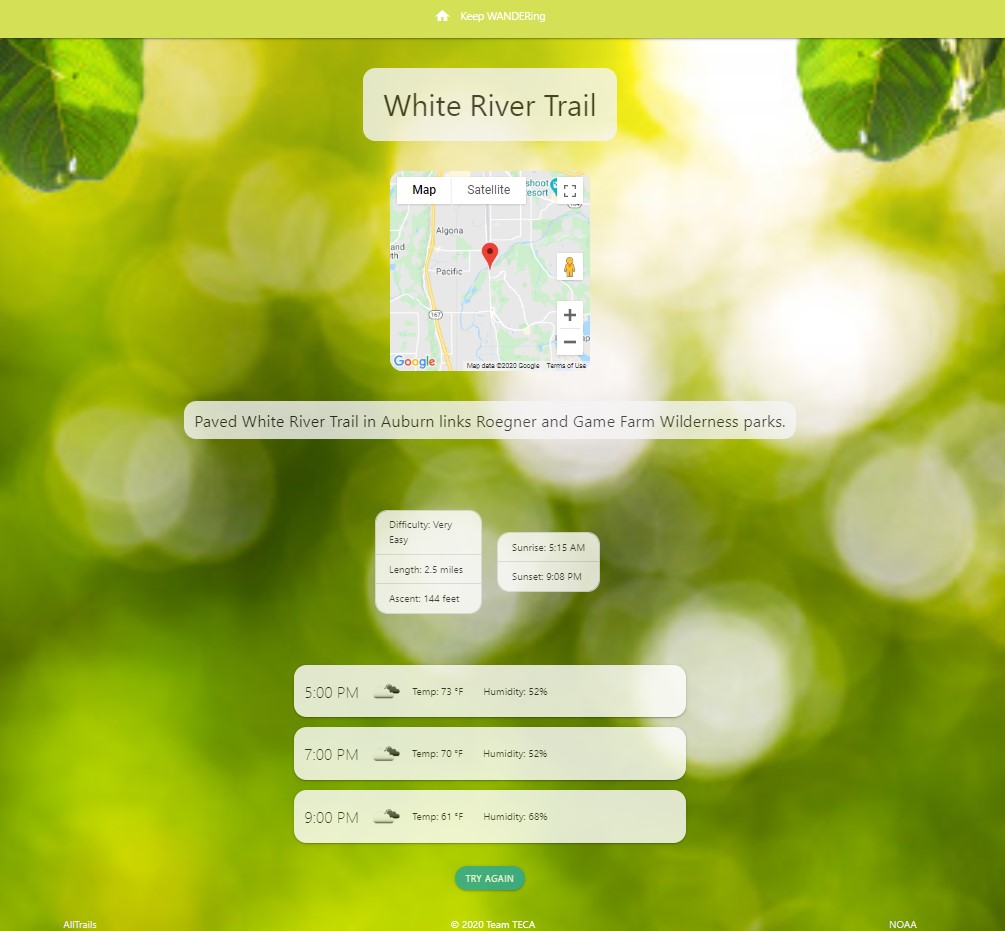 Keep WANDERing
White River Trail
Map
Satellite
shoot
esort
164
Algona
and
th
Pacific
167
p
Google
Map data ©2020 Google
Terms of Use
Paved White River Trail in Auburn links Roegner and Game Farm Wilderness parks.
Difficulty: Very
Easy
Length: 2.5 miles
Ascent: 144 feet
Sunrise: 5:15 AM
Sunset: 9:08 PM
5:00 PM
Temp: 73 °F
Humidity: 52%
7:00 PM
Temp: 70 °F
Humidity: 52%
9:00 PM
Temp: 61 °F
Humidity: 68%
TRY AGAIN
AllTrails
© 2020 Team TECA
NOAA